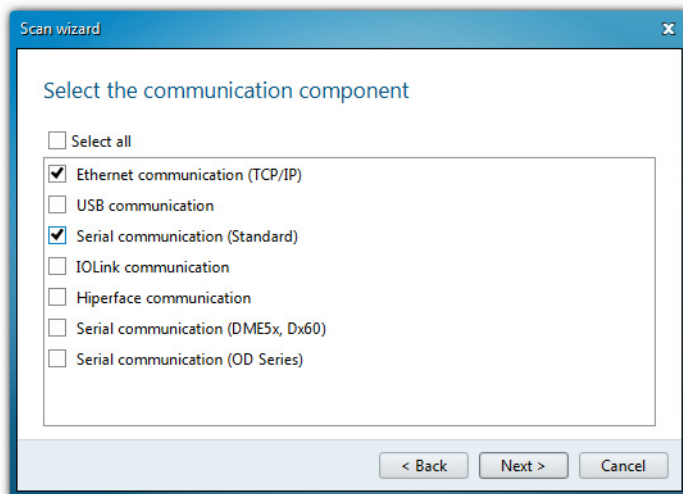 Scan wizard
Select the communication component
Select all
Ethernet communication (TCP/IP)
USB communication
Serial communication (Standard)
IOLink communication
Hiperface communication
Serial communication (DME5x, Dx60)
Serial communication (OD Series)
< Back Next > Cancel